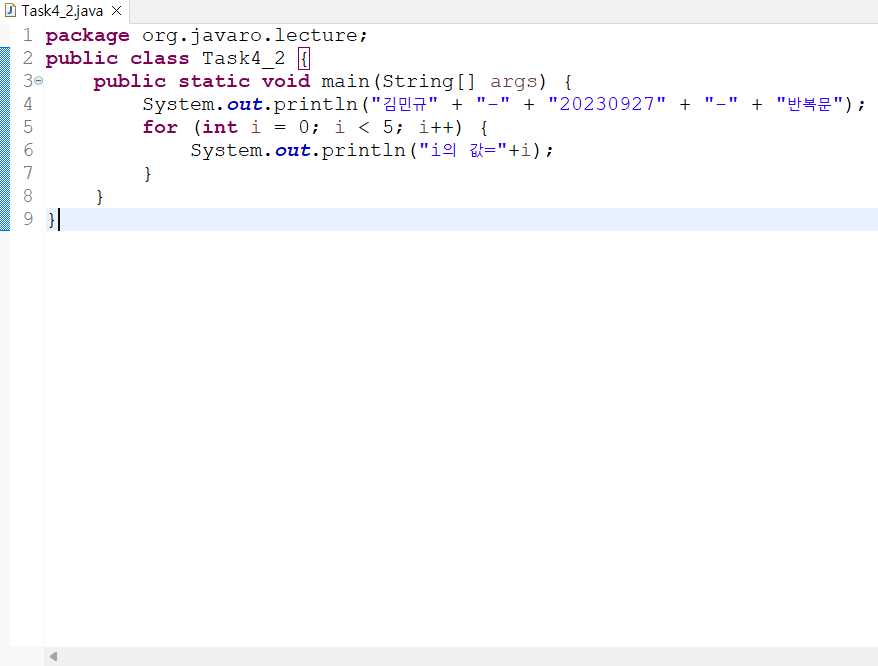 Task4_2.java
1 package org.javaro.lecture;
2 public class Task4_2 {
3 public static void main(String[] args) {
4 System.out.println("김민규" + "-" + "20230927" + "-" + "반복문");
5 for (int i = 0; i < 5; i++) {
6 System.out.println("i의 값="+i);
7 }
8 }
9 }